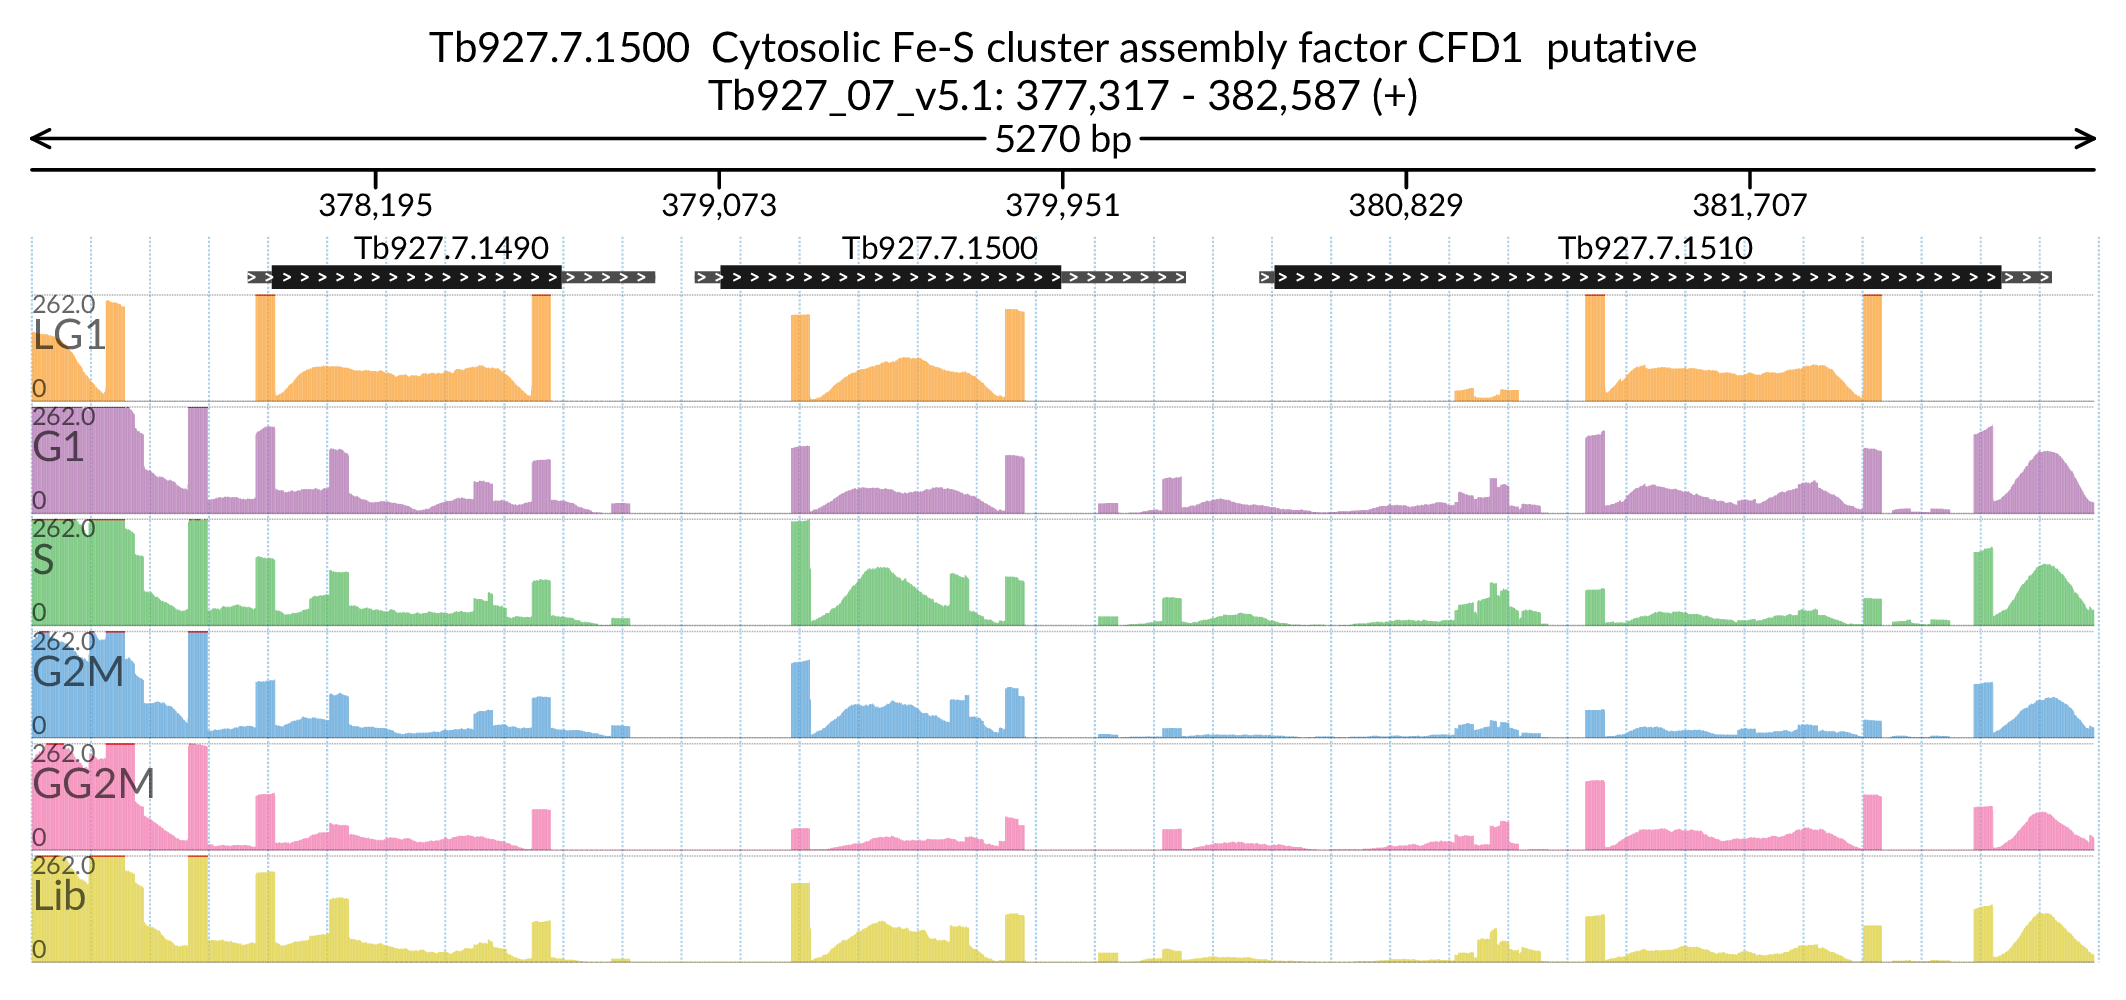 Tb927.7.1500  Cytosolic Fe-S cluster assembly factor CFD1  putative
Tb927_07_v5.1: 377,317 - 382,587 (+)
5270 bp
378,195 379,073 379,951 380,829 381,707
Tb927.7.1490 Tb927.7.1500 Tb927.7.1510
262.0
LG1
0
262.0
G1
0
262.0
S
0
262.0
G2M
0
262.0
GG2M
0
262.0
Lib
0